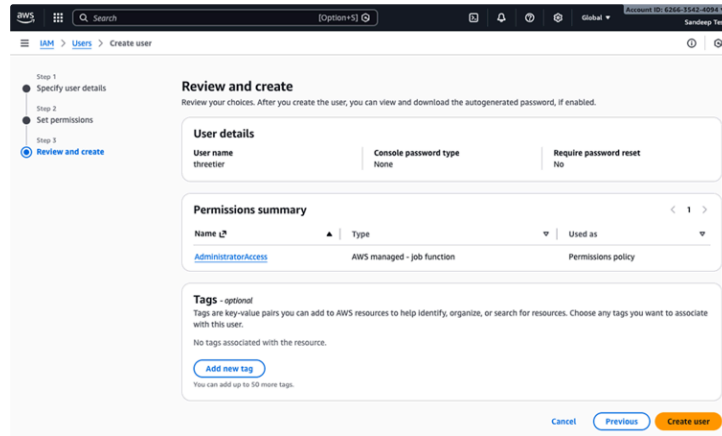 aws
Search
[Option+S]
Global
Account ID: 6266-3542-4094
Sandeep Tes
IAM > Users > Create user
Step 1
Specify user details
Step 2
Set permissions
Step 3
Review and create
Review and create
Review your choices. After you create the user, you can view and download the autogenerated password, if enabled.
User details
User name
Console password type
Require password reset
threetier
None
No
Permissions summary
< 1 >
Name
Type
Used as
AdministratorAccess
AWS managed - job function
Permissions policy
Tags - optional
Tags are key-value pairs you can add to AWS resources to help identify, organize, or search for resources. Choose any tags you want to associate
with this user.
No tags associated with the resource.
Add new tag
You can add up to 50 more tags.
Cancel
Previous
Create user